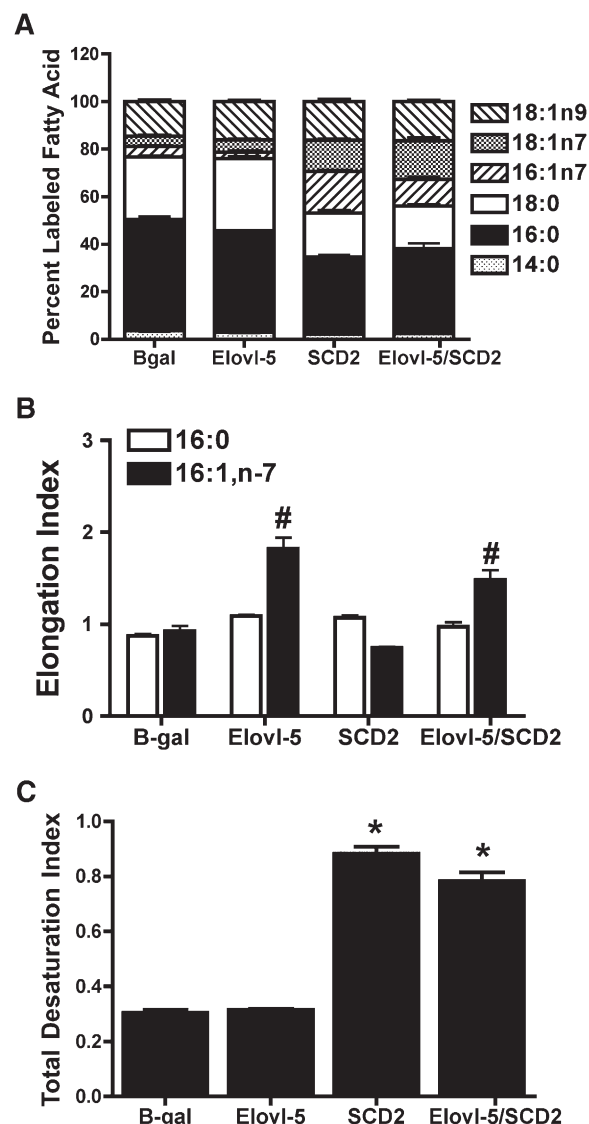 A
Percent Labeled Fatty Acid
120
100
80
60
40
20
0
Bgal Elovl-5 SCD2 Elovl-5/SCD2
18:1n9
18:1n7
16:1n7
18:0
16:0
14:0
B
Elongation Index
3
2
1
0
16:0
16:1,n-7
# #
B-gal Elovl-5 SCD2 Elovl-5/SCD2
C
Total Desaturation Index
1.0
0.8
0.6
0.4
0.2
0.0
* *
B-gal Elovl-5 SCD2 Elovl-5/SCD2